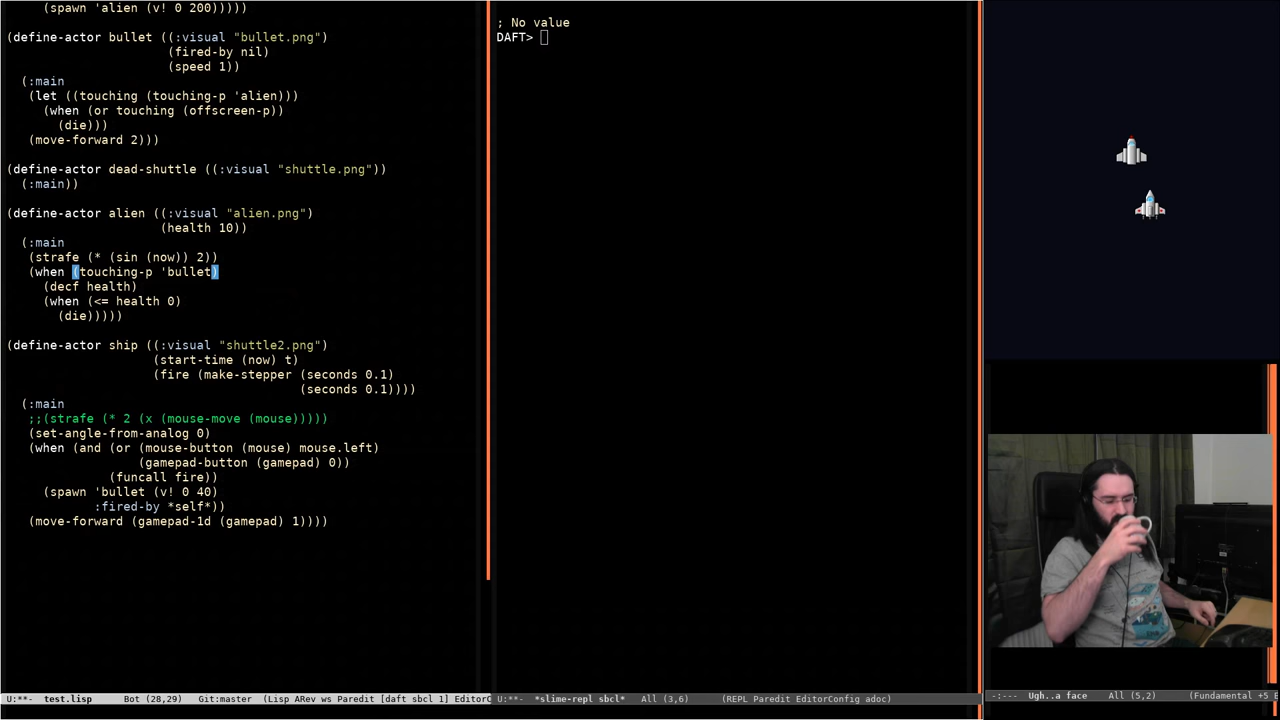 (spawn 'alien (v! 0 200)))))
(define-actor bullet ((:visual "bullet.png")
(fired-by nil)
(speed 1))
(:main
(let ((touching (touching-p 'alien)))
(when (or touching (offscreen-p))
(die)))
(move-forward 2)))
(define-actor dead-shuttle ((:visual "shuttle.png"))
(:main))
(define-actor alien ((:visual "alien.png")
(health 10))
(:main
(strafe (* (sin (now)) 2))
(when (touching-p 'bullet)
(decf health)
(when (<= health 0)
(die)))))
(define-actor ship ((:visual "shuttle2.png")
(start-time (now) t)
(fire (make-stepper (seconds 0.1)
(seconds 0.1))))
(:main
;;(strafe (* 2 (x (mouse-move (mouse)))))
(set-angle-from-analog 0)
(when (and (or (mouse-button (mouse) mouse.left)
(gamepad-button (gamepad) 0))
(funcall fire))
(spawn 'bullet (v! 0 40)
:fired-by *self*))
(move-forward (gamepad-1d (gamepad) 1))))
U:**-  test.lisp      Bot (28,29)   Git:master  (Lisp ARev ws Paredit [daft sbcl 1] EditorC
; No value
DAFT>
U:**-  *slime-repl sbcl*   All (3,6)      (REPL Paredit EditorConfig adoc)
-:---  Ugh..a face   All (5,2)      (Fundamental +5 E